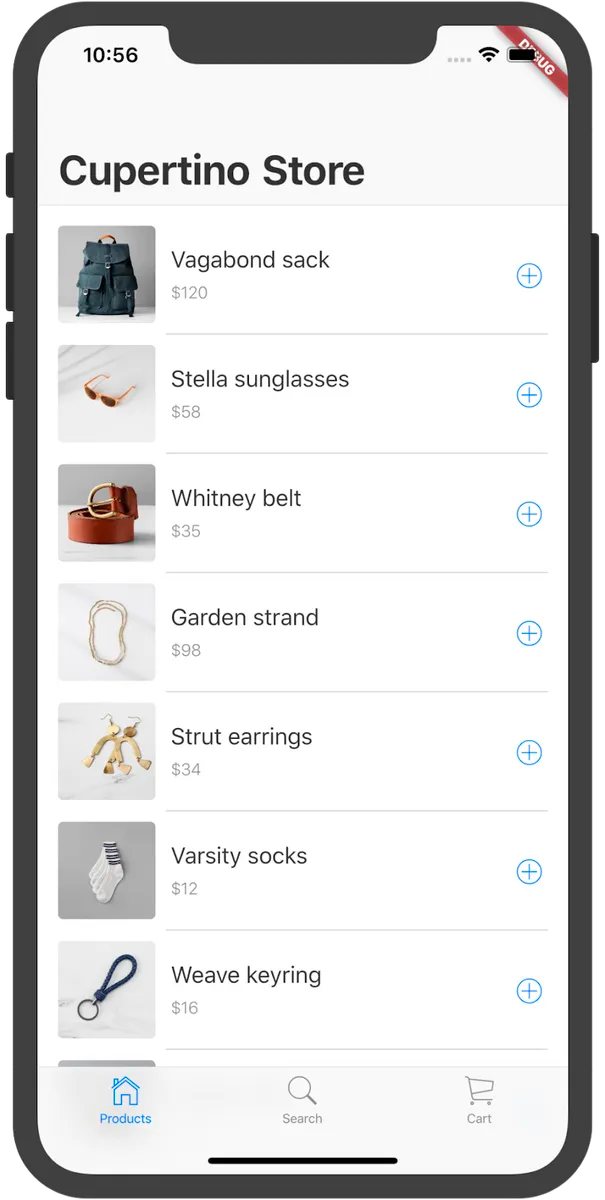 10:56
DEBUG
Cupertino Store
Vagabond sack
$120
Stella sunglasses
$58
Whitney belt
$35
Garden strand
$98
Strut earrings
$34
Varsity socks
$12
Weave keyring
$16
Products
Search
Cart